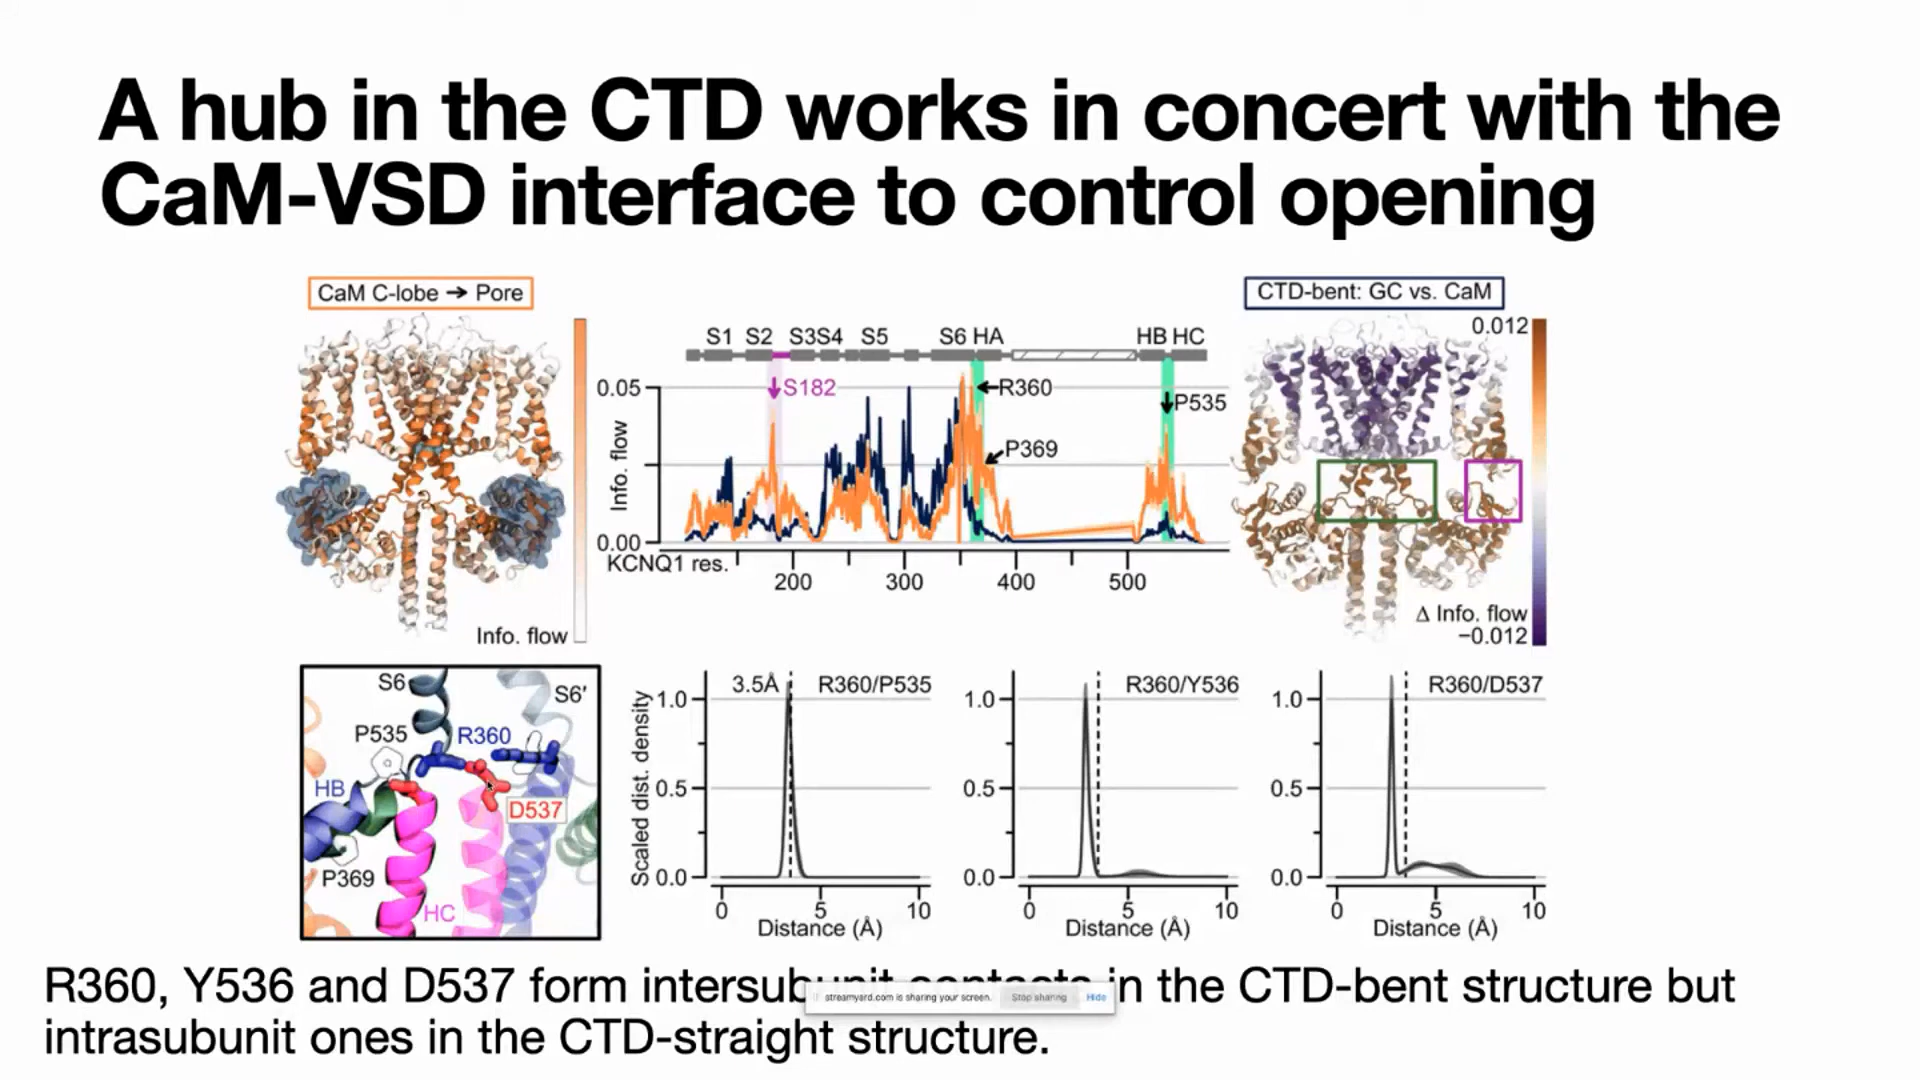 A hub in the CTD works in concert with the
CaM-VSD interface to control opening
CaM C-lobe → Pore
Info. flow
S1 S2 S3S4 S5 S6 HA HB HC
S182
R360
P535
P369
0.05
0.00
Info. flow
KCNQ1 res.
200 300 400 500
CTD-bent: GC vs. CaM
0.012
Δ Info. flow
−0.012
S6
S6′
P535
R360
HB
D537
P369
HC
Scaled dist. density
3.5Å
R360/P535
1.0
0.5
0.0
0 5 10
Distance (Å)
R360/Y536
1.0
0.5
0.0
0 5 10
Distance (Å)
R360/D537
1.0
0.5
0.0
0 5 10
Distance (Å)
R360, Y536 and D537 form intersubunit contacts in the CTD-bent structure but
streamyard.com is sharing your screen. Stop sharing Hide
intrasubunit ones in the CTD-straight structure.